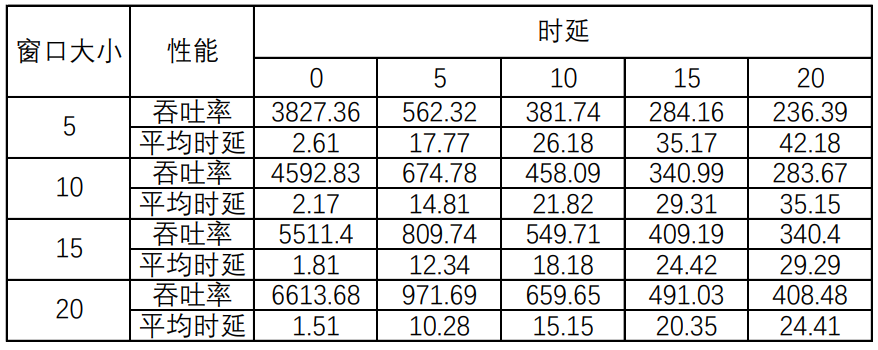 窗口大小 性能 时延
0 5 10 15 20
5 吞吐率 3827.36 562.32 381.74 284.16 236.39
平均时延 2.61 17.77 26.18 35.17 42.18
10 吞吐率 4592.83 674.78 458.09 340.99 283.67
平均时延 2.17 14.81 21.82 29.31 35.15
15 吞吐率 5511.4 809.74 549.71 409.19 340.4
平均时延 1.81 12.34 18.18 24.42 29.29
20 吞吐率 6613.68 971.69 659.65 491.03 408.48
平均时延 1.51 10.28 15.15 20.35 24.41